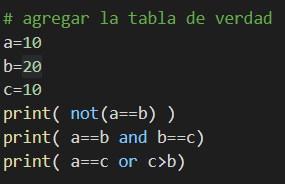 # agregar la tabla de verdad
a=10
b=20
c=10
print( not(a==b) )
print( a==b and b==c)
print( a==c or c>b)